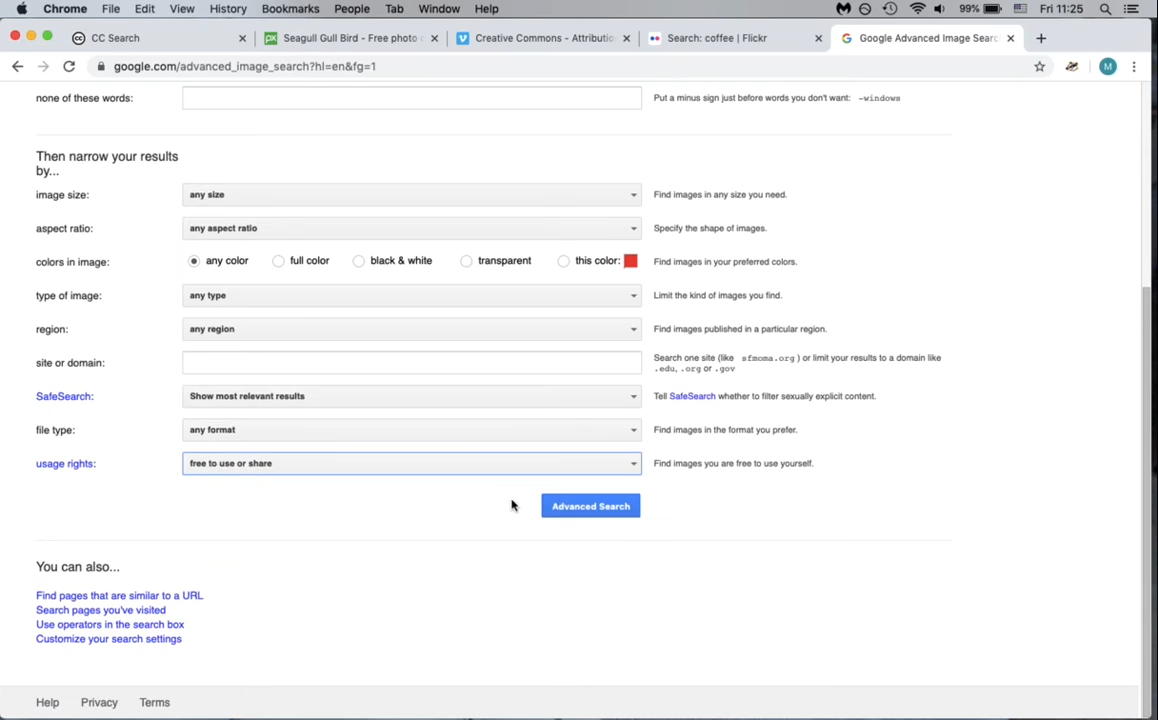 Chrome File Edit View History Bookmarks People Tab Window Help 99% Fri 11:25
CC Search Seagull Gull Bird - Free photo Creative Commons - Attributio Search: coffee | Flickr Google Advanced Image Searc
google.com/advanced_image_search?hl=en&fg=1 M
none of these words: Put a minus sign just before words you don't want: -windows
Then narrow your results
by...
image size: any size Find images in any size you need.
aspect ratio: any aspect ratio Specify the shape of images.
colors in image: any color full color black & white transparent this color: Find images in your preferred colors.
type of image: any type Limit the kind of images you find.
region: any region Find images published in a particular region.
site or domain: Search one site (like sfmoma.org ) or limit your results to a domain like
.edu, .org or .gov
SafeSearch: Show most relevant results Tell SafeSearch whether to filter sexually explicit content.
file type: any format Find images in the format you prefer.
usage rights: free to use or share Find images you are free to use yourself.
Advanced Search
You can also...
Find pages that are similar to a URL
Search pages you've visited
Use operators in the search box
Customize your search settings
Help Privacy Terms